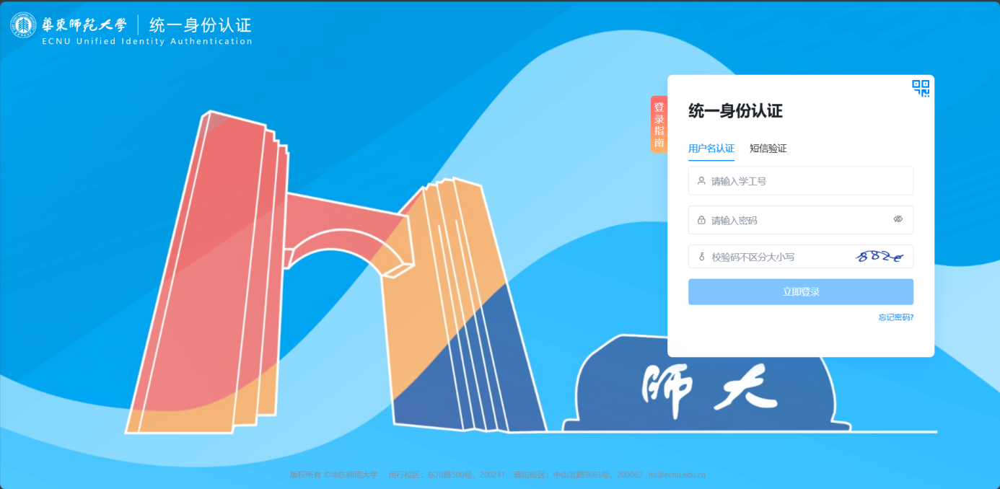 華東師范大學
统一身份认证
ECNU Unified Identity Authentication
登录指南
统一身份认证
用户名认证 短信验证
请输入学工号
请输入密码
校验码不区分大小写 882e
立即登录
忘记密码?
师大
版权所有 ©华东师范大学 闵行校区：东川路500号，200241 普陀校区：中山北路3663号，200062 its@ecnu.edu.cn